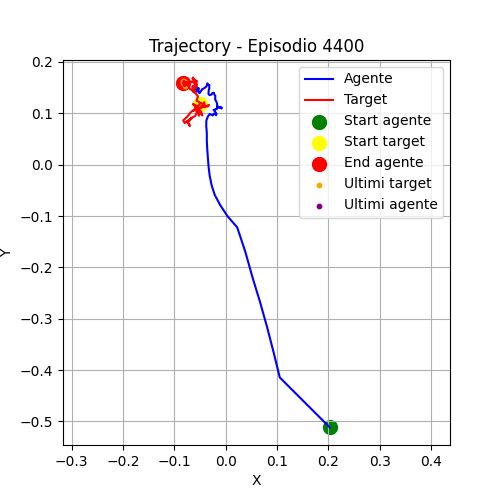 Trajectory - Episodio 4400
Agente
Target
Start agente
Start target
End agente
Ultimi target
Ultimi agente
0.2
0.1
0.0
−0.1
−0.2
−0.3
−0.4
−0.5
Y
−0.3
−0.2
−0.1
0.0
0.1
0.2
0.3
0.4
X